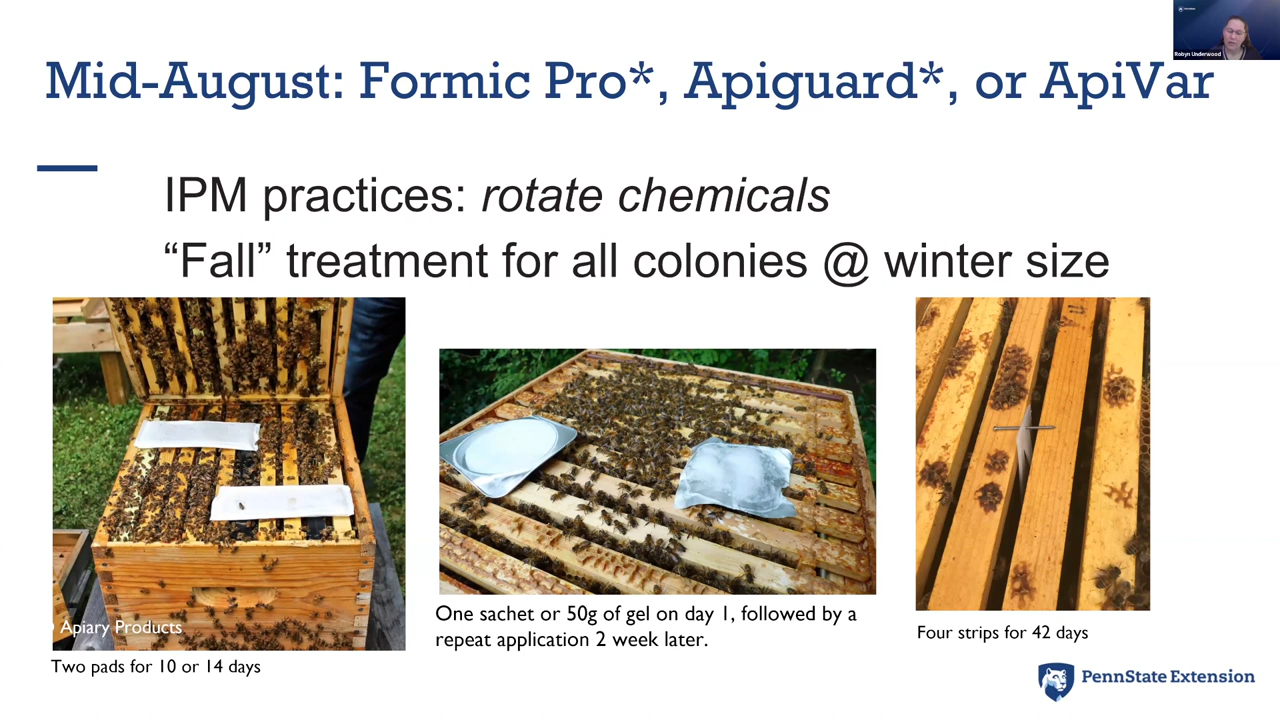 Robyn Underwood
Mid-August: Formic Pro*, Apiguard*, or ApiVar
IPM practices: rotate chemicals
“Fall” treatment for all colonies @ winter size
Apiary Products
Two pads for 10 or 14 days
One sachet or 50g of gel on day 1, followed by a
repeat application 2 week later.
Four strips for 42 days
PennState Extension